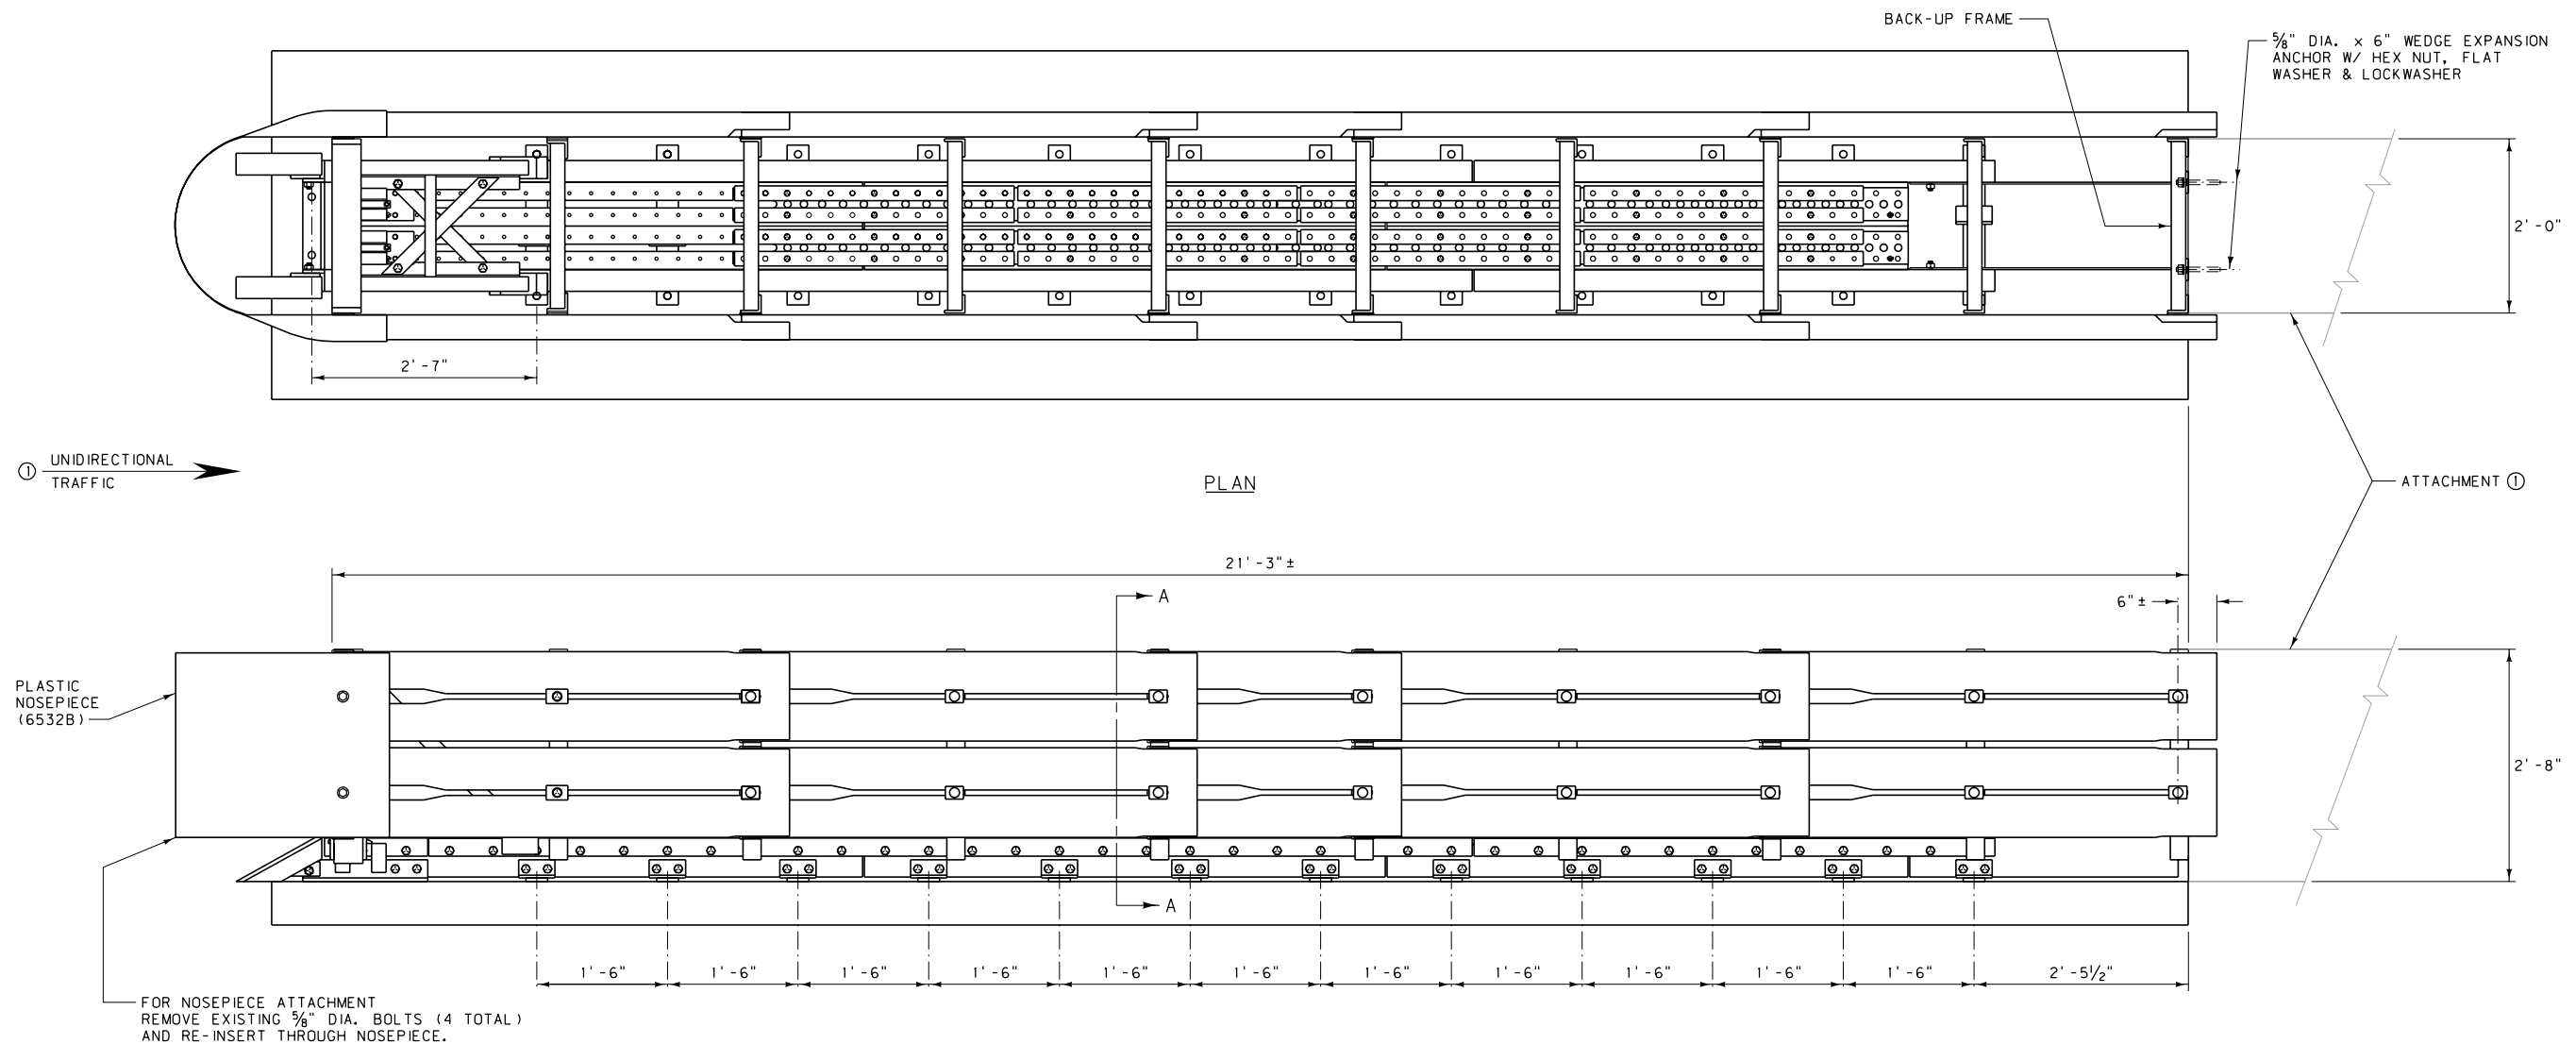 BACK-UP FRAME
⅝" DIA. × 6" WEDGE EXPANSION
ANCHOR W/ HEX NUT, FLAT
WASHER & LOCKWASHER
2'-0"
2'-7"
① UNIDIRECTIONAL
TRAFFIC
PLAN
ATTACHMENT ①
21'-3"±
A
6"±
PLASTIC
NOSEPIECE
(6532B)
2'-8"
A
1'-6"
1'-6"
1'-6"
1'-6"
1'-6"
1'-6"
1'-6"
1'-6"
1'-6"
1'-6"
1'-6"
2'-5½"
FOR NOSEPIECE ATTACHMENT
REMOVE EXISTING ⅝" DIA. BOLTS (4 TOTAL)
AND RE-INSERT THROUGH NOSEPIECE.